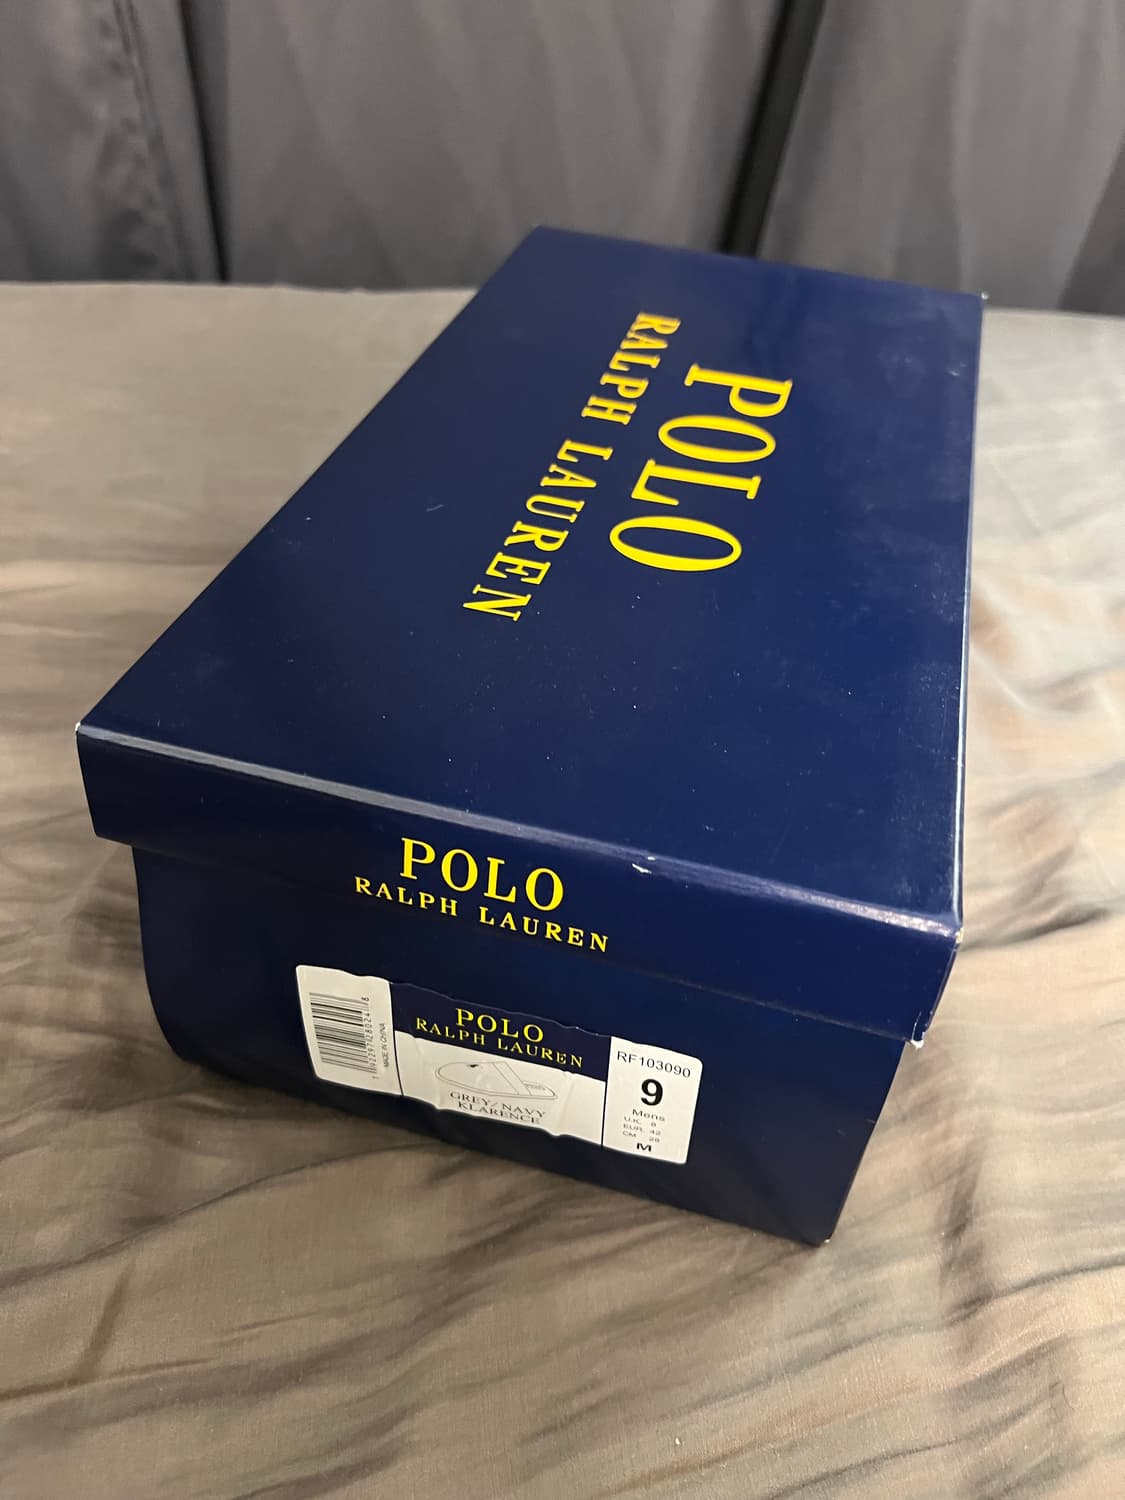 POLO
RALPH LAUREN
POLO
RALPH LAUREN
MADE IN CHINA
POLO
RALPH LAUREN
GREY/NAVY
KLARENCE
RF103090
9
Mens
U.K. 8
EUR. 42
CM 26
M